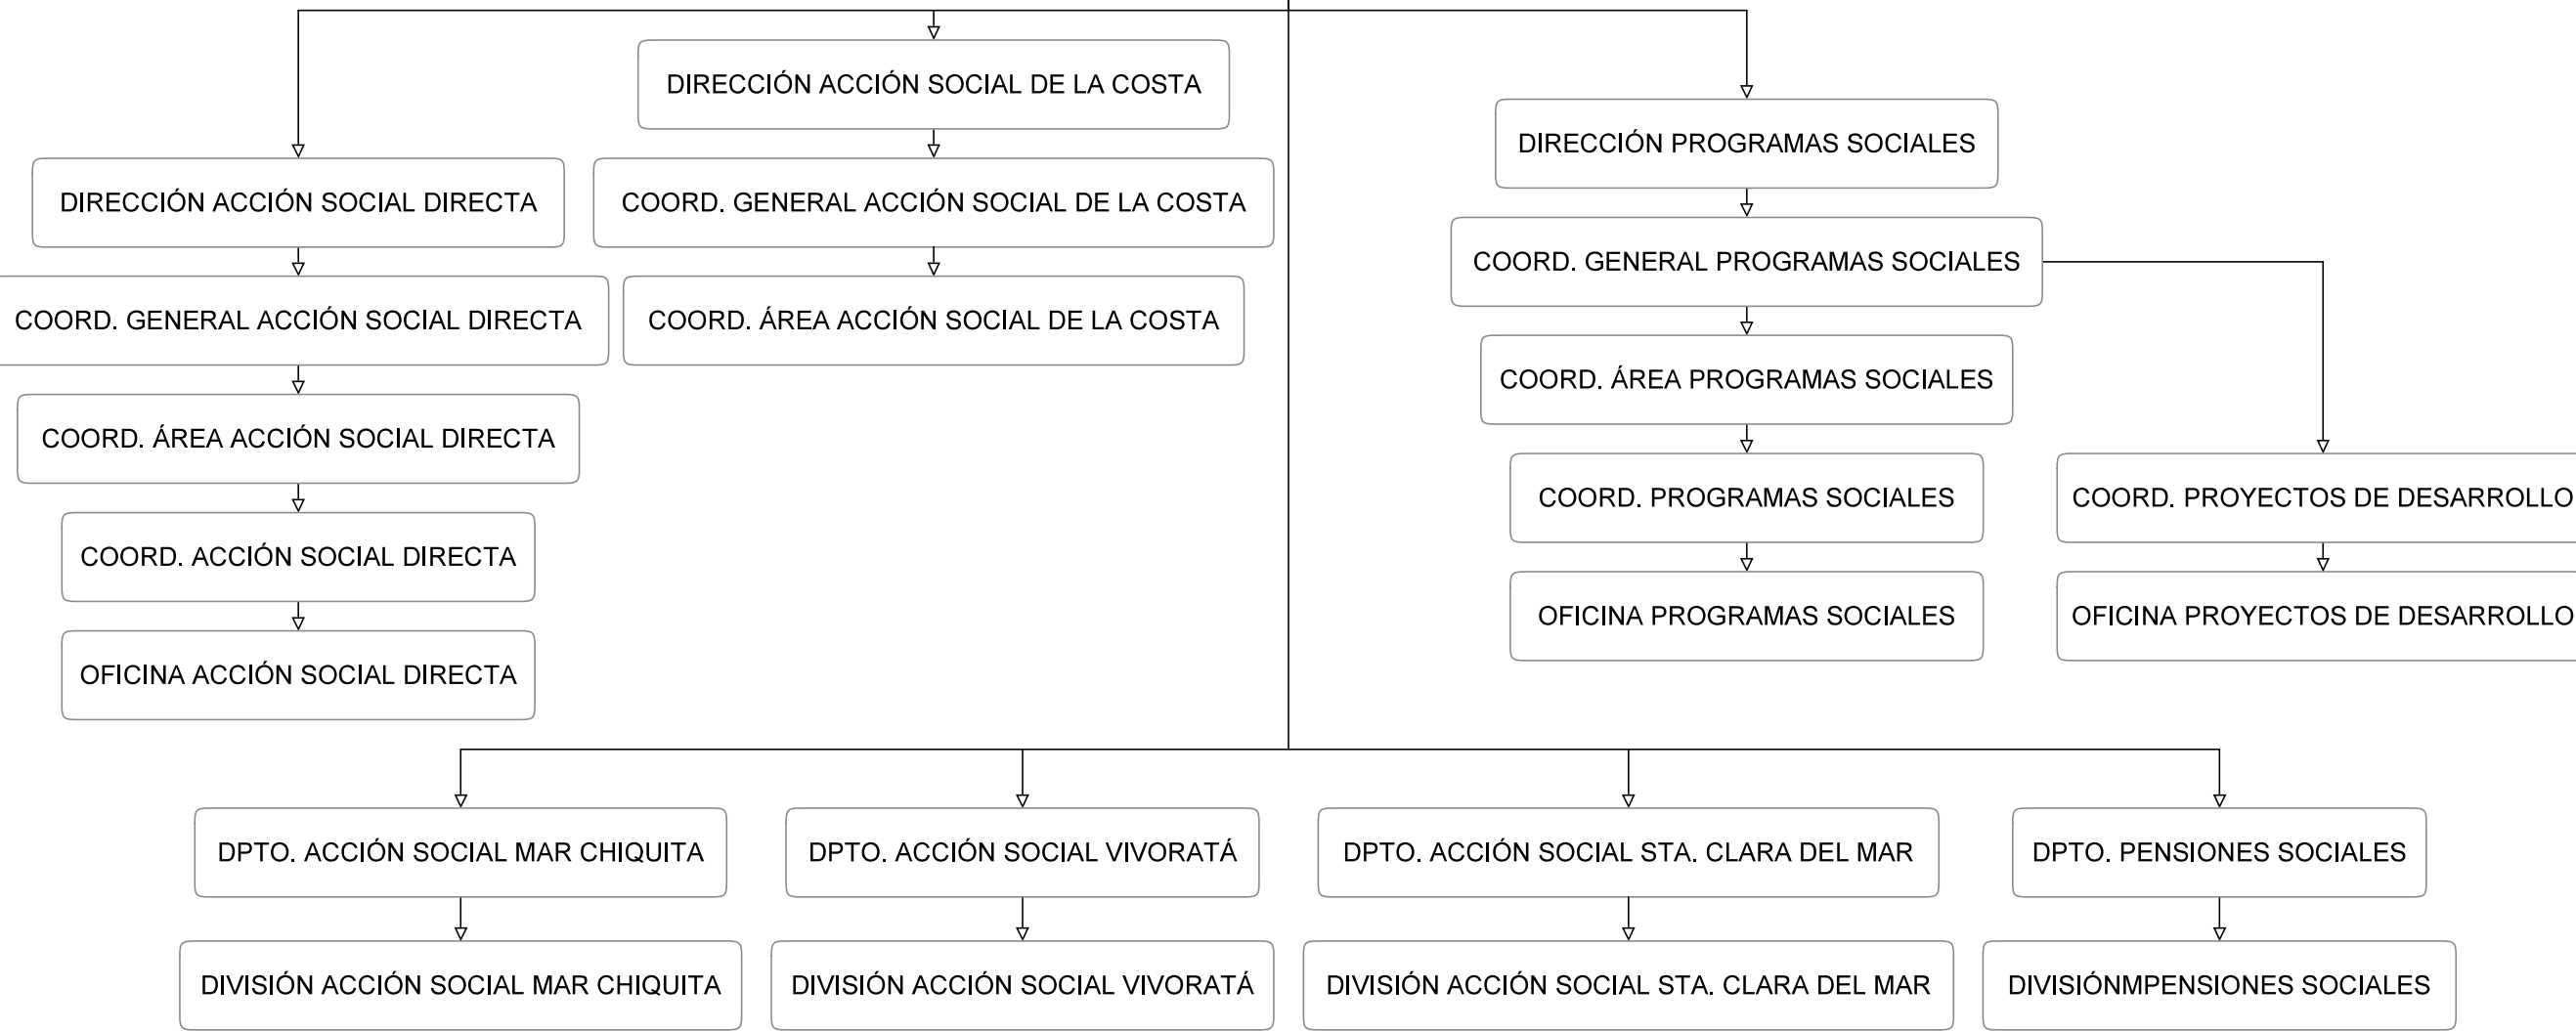 DIRECCIÓN ACCIÓN SOCIAL DE LA COSTA
DIRECCIÓN PROGRAMAS SOCIALES
DIRECCIÓN ACCIÓN SOCIAL DIRECTA
COORD. GENERAL ACCIÓN SOCIAL DE LA COSTA
COORD. GENERAL PROGRAMAS SOCIALES
COORD. GENERAL ACCIÓN SOCIAL DIRECTA
COORD. ÁREA ACCIÓN SOCIAL DE LA COSTA
COORD. ÁREA PROGRAMAS SOCIALES
COORD. ÁREA ACCIÓN SOCIAL DIRECTA
COORD. PROGRAMAS SOCIALES
COORD. PROYECTOS DE DESARROLLO
COORD. ACCIÓN SOCIAL DIRECTA
OFICINA PROGRAMAS SOCIALES
OFICINA PROYECTOS DE DESARROLLO
OFICINA ACCIÓN SOCIAL DIRECTA
DPTO. ACCIÓN SOCIAL MAR CHIQUITA
DPTO. ACCIÓN SOCIAL VIVORATÁ
DPTO. ACCIÓN SOCIAL STA. CLARA DEL MAR
DPTO. PENSIONES SOCIALES
DIVISIÓN ACCIÓN SOCIAL MAR CHIQUITA
DIVISIÓN ACCIÓN SOCIAL VIVORATÁ
DIVISIÓN ACCIÓN SOCIAL STA. CLARA DEL MAR
DIVISIÓNMPENSIONES SOCIALES